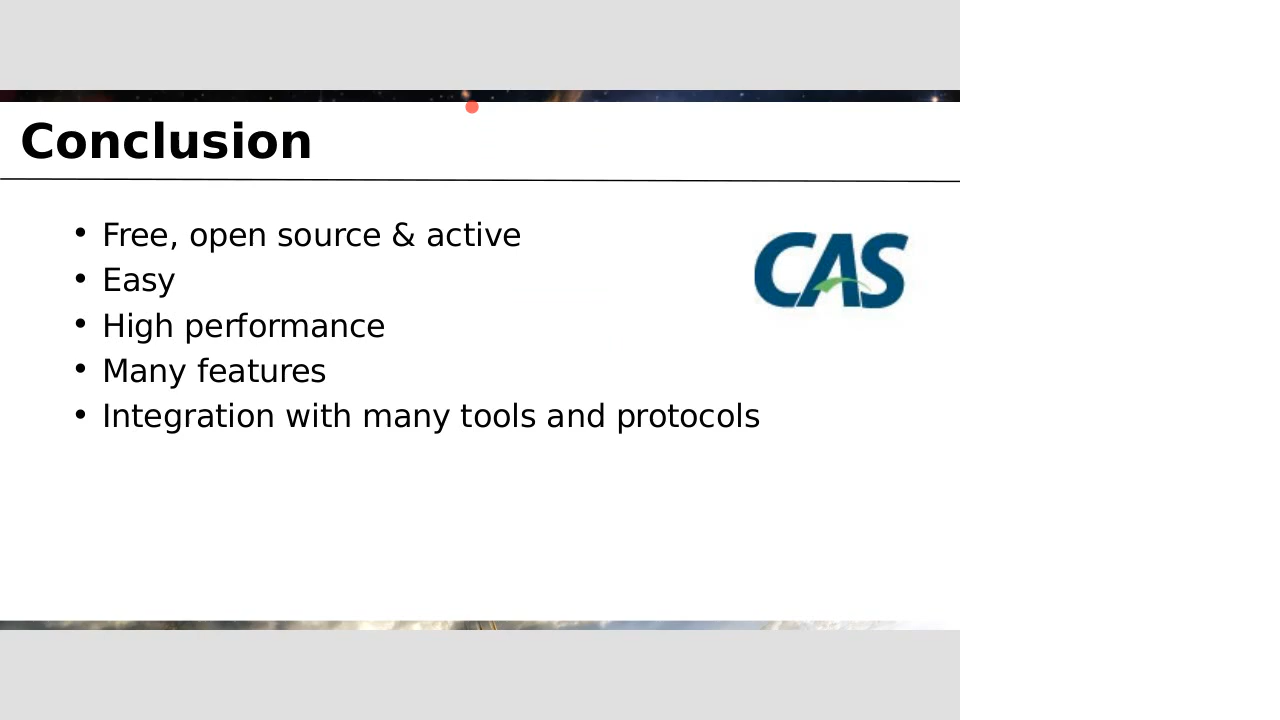 Conclusion
• Free, open source & active
• Easy
• High performance
• Many features
• Integration with many tools and protocols
CAS